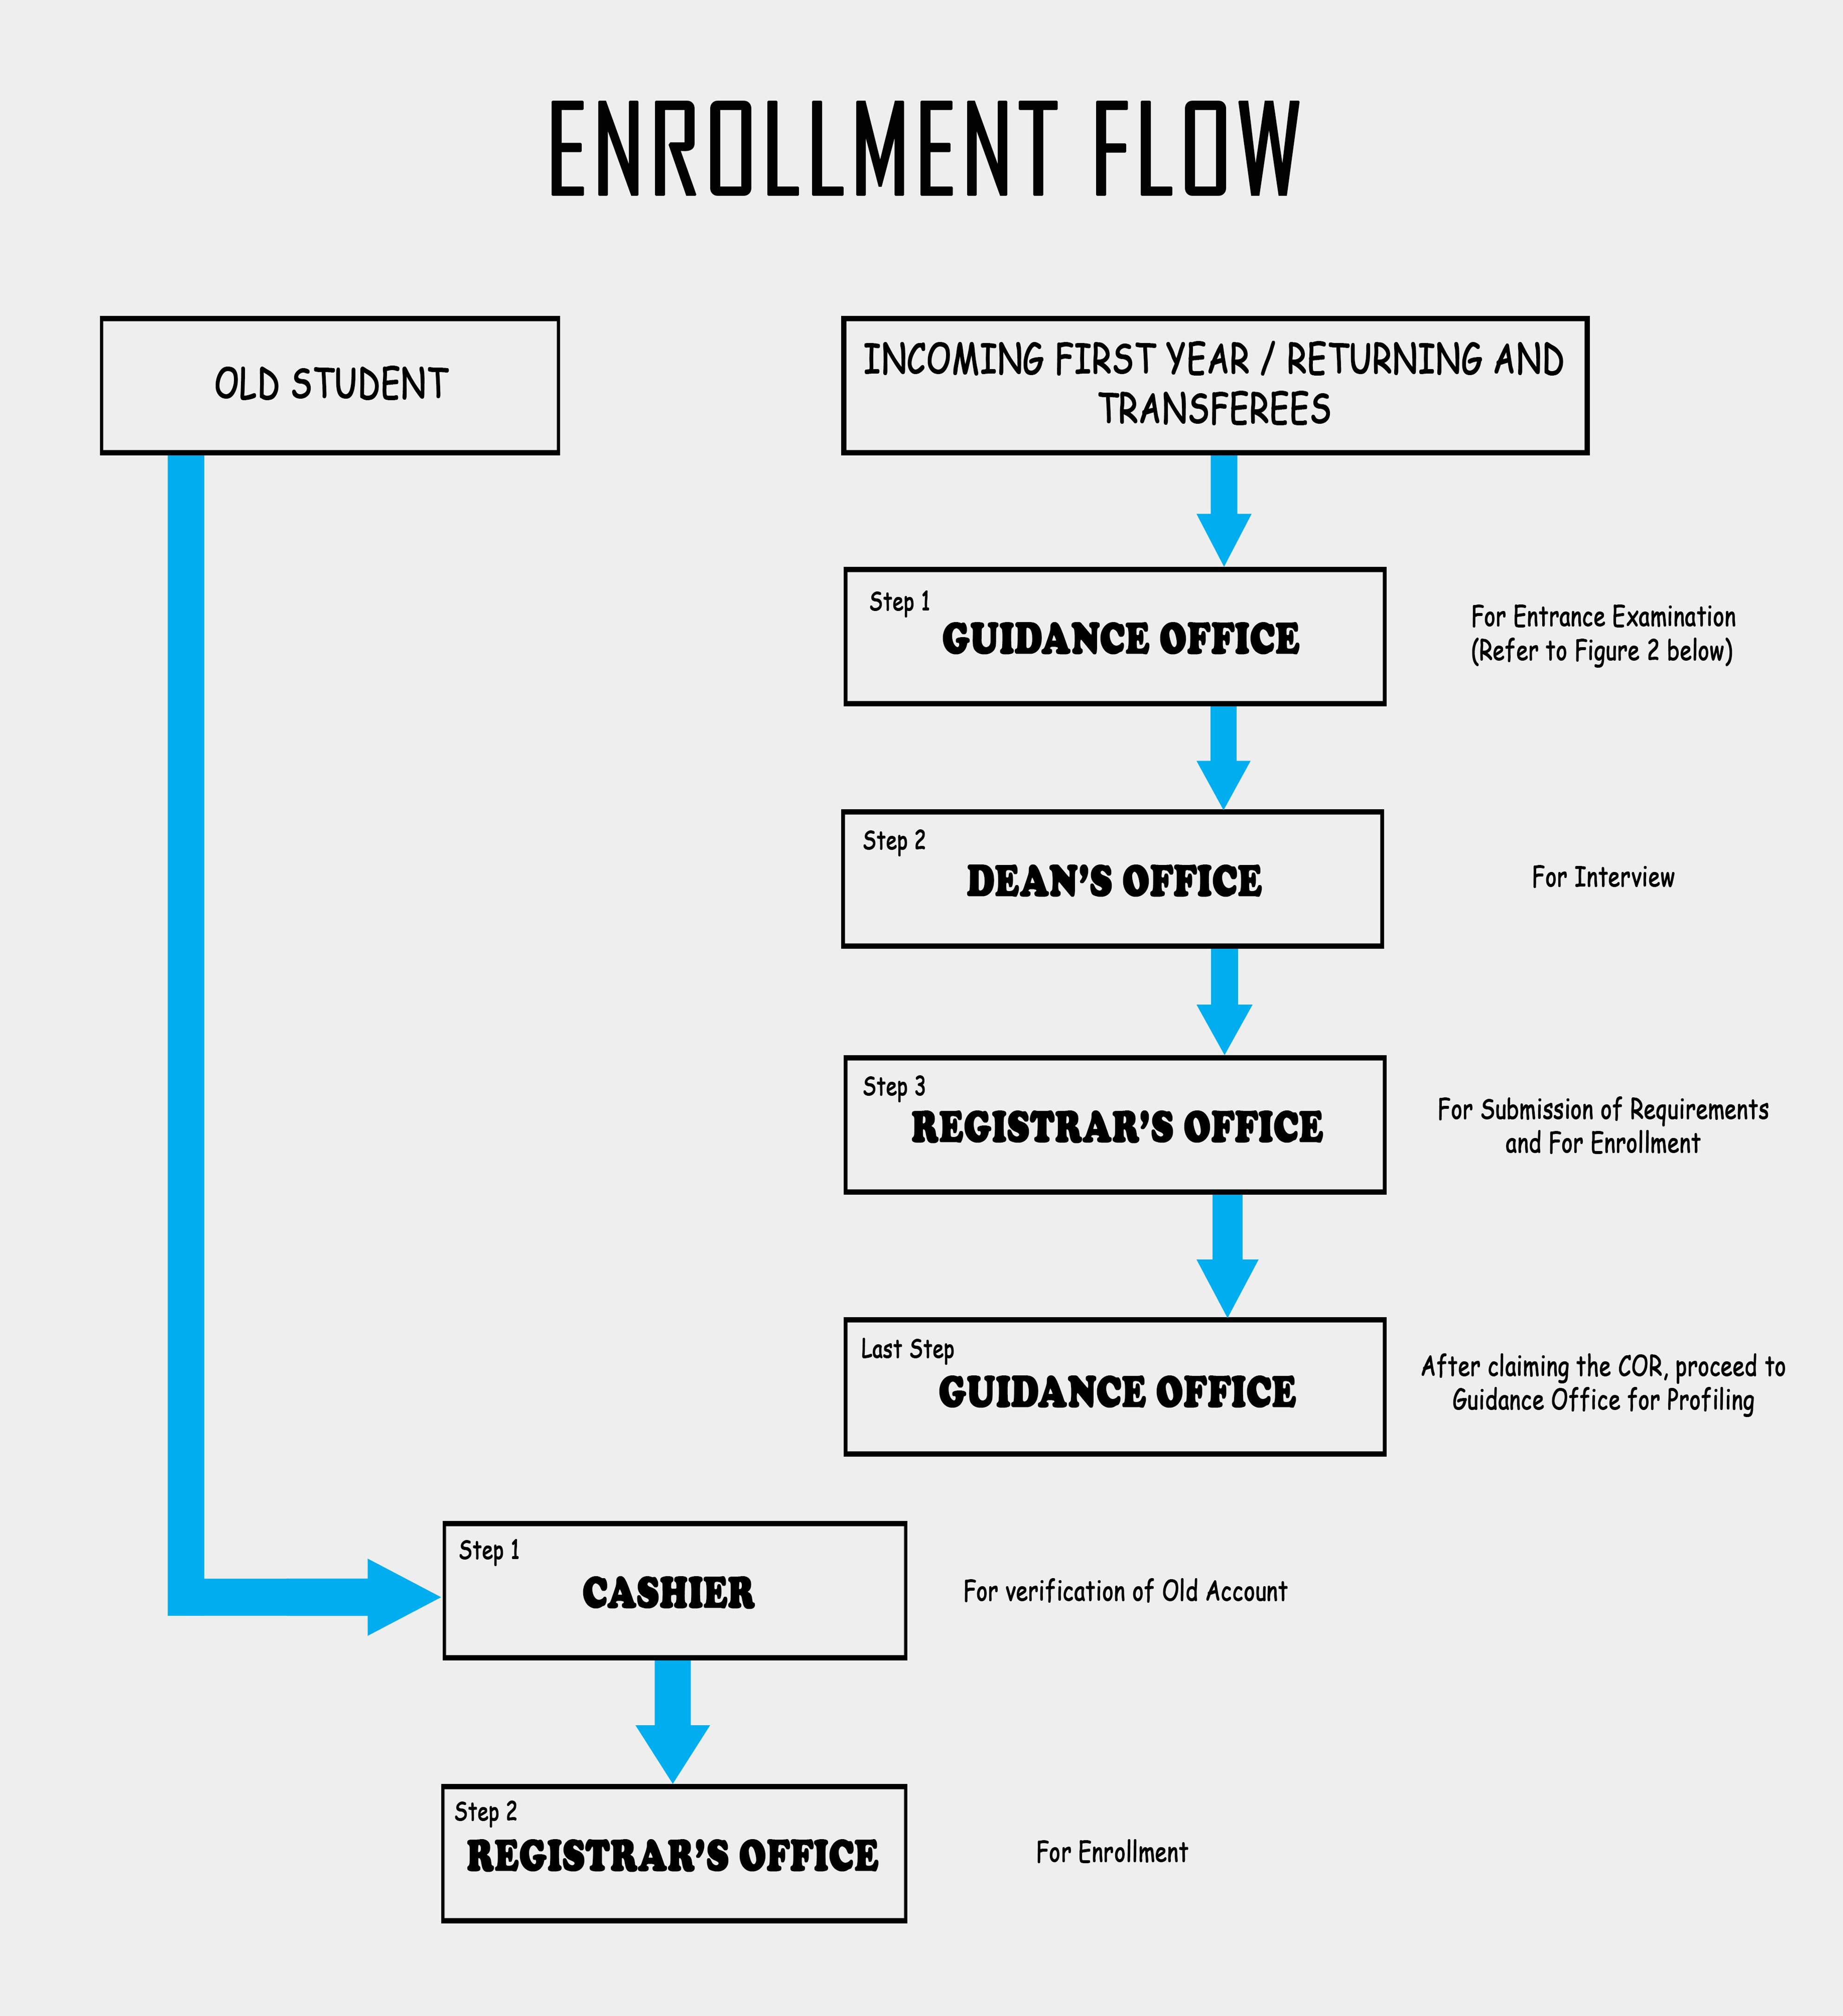 ENROLLMENT FLOW
OLD STUDENT
INCOMING FIRST YEAR / RETURNING AND
TRANSFEREES
Step 1
GUIDANCE OFFICE
For Entrance Examination
(Refer to Figure 2 below)
Step 2
DEAN'S OFFICE
For Interview
Step 3
REGISTRAR'S OFFICE
For Submission of Requirements
and For Enrollment
Last Step
GUIDANCE OFFICE
After claiming the COR, proceed to
Guidance Office for Profiling
Step 1
CASHIER
For verification of Old Account
Step 2
REGISTRAR'S OFFICE
For Enrollment